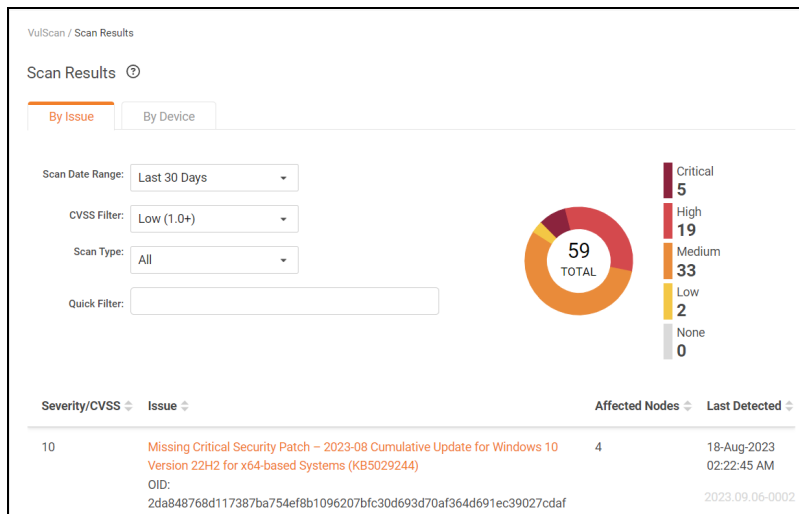 VulScan / Scan Results
Scan Results ?
By Issue
By Device
Scan Date Range:
Last 30 Days
CVSS Filter:
Low (1.0+)
Scan Type:
All
Quick Filter:
59
TOTAL
Critical
5
High
19
Medium
33
Low
2
None
0
Severity/CVSS Issue Affected Nodes Last Detected
10 Missing Critical Security Patch – 2023-08 Cumulative Update for Windows 10 4 18-Aug-2023
Version 22H2 for x64-based Systems (KB5029244) 02:22:45 AM
OID:
2da848768d117387ba754ef8b1096207bfc30d693d70af364d691ec39027cdaf
2023.09.06-0002